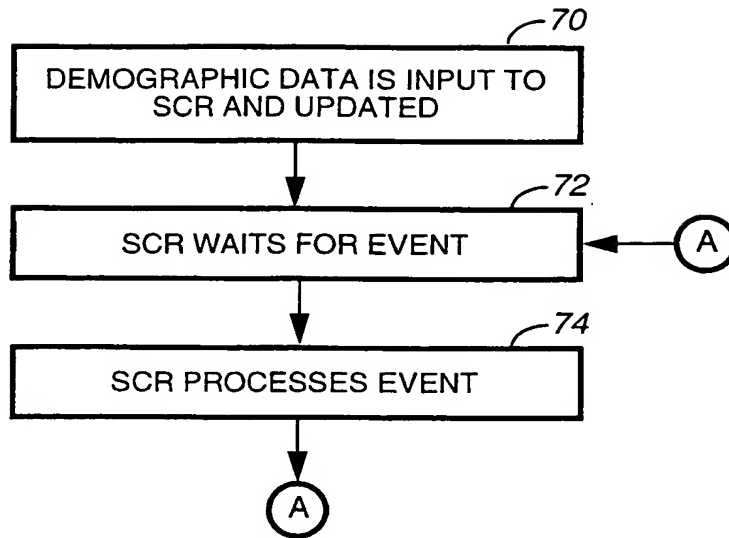 70
DEMOGRAPHIC DATA IS INPUT TO
SCR AND UPDATED
72
SCR WAITS FOR EVENT
A
74
SCR PROCESSES EVENT
A